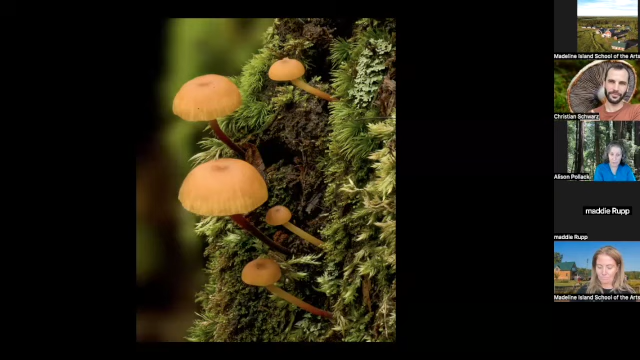 Madeline Island School of the Arts
Christian Schwarz
Alison Pollack
maddie Rupp
maddie Rupp
Madeline Island School of the Arts